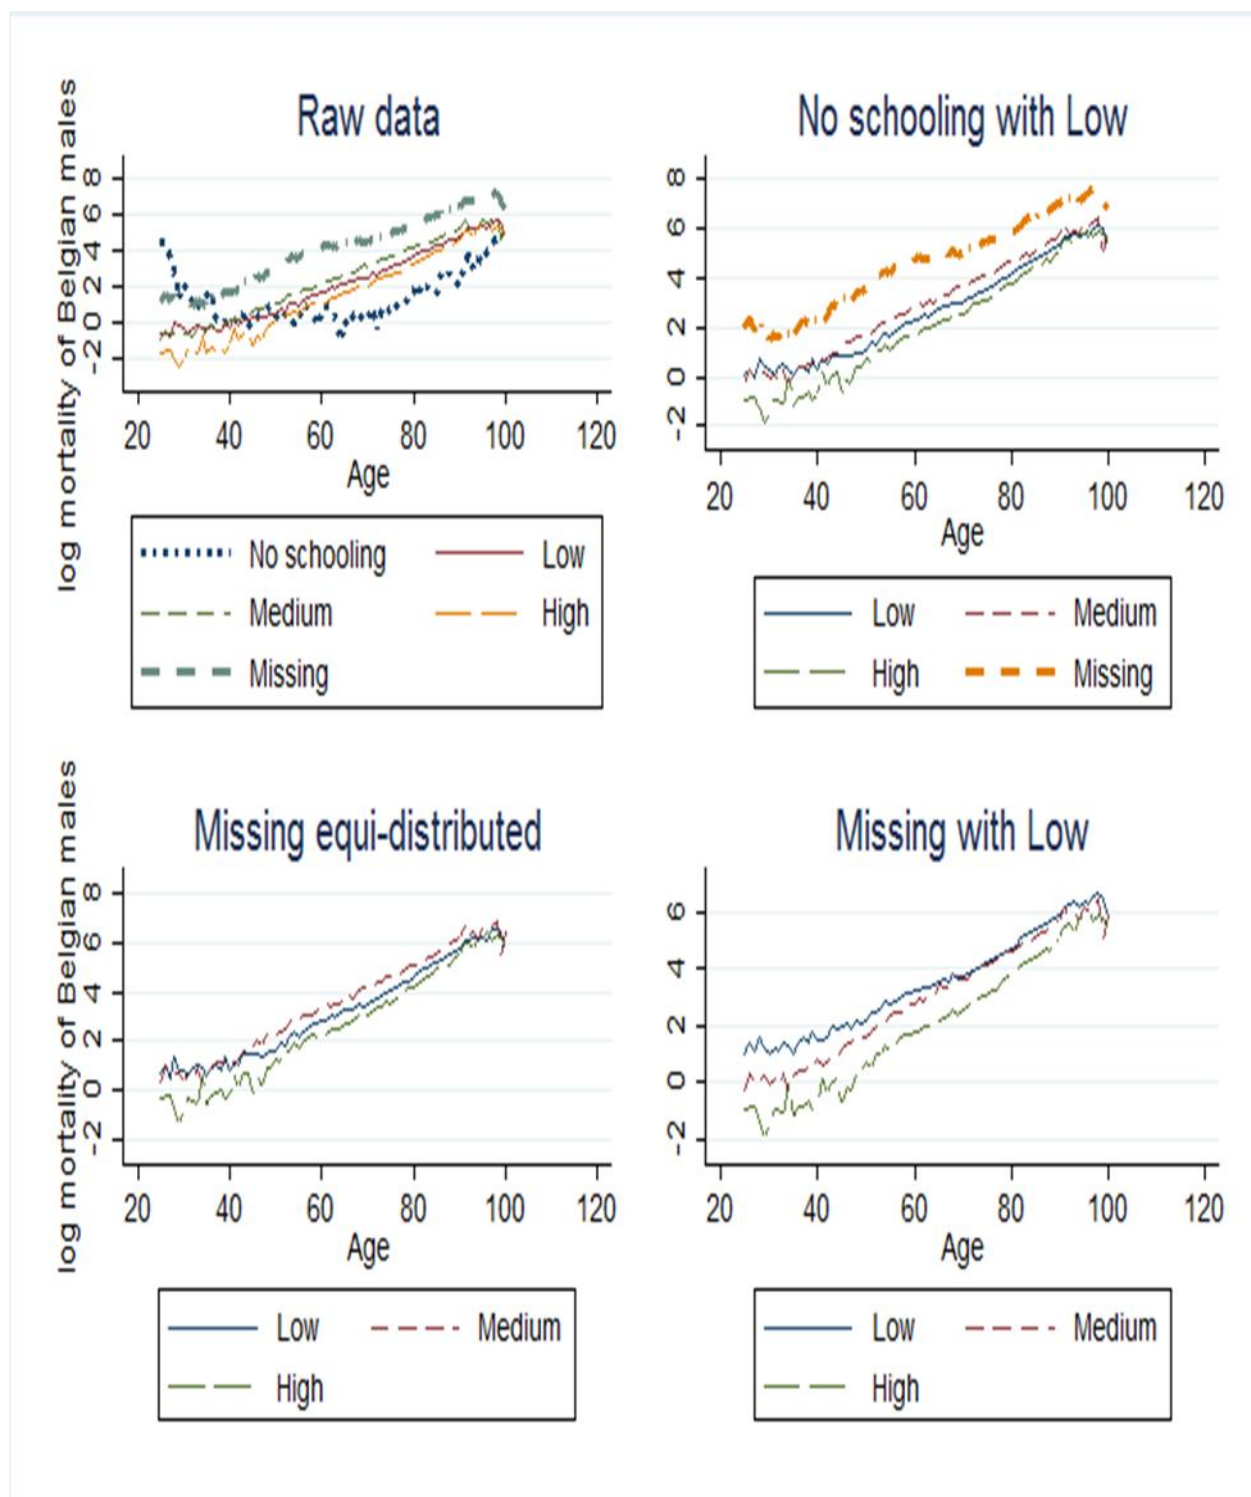 Raw data
log mortality of Belgian males
8
6
4
2
0
-2
20 40 60 80 100 120
Age
No schooling Low
Medium High
Missing
No schooling with Low
8
6
4
2
0
-2
20 40 60 80 100 120
Age
Low Medium
High Missing
Missing equi-distributed
log mortality of Belgian males
8
6
4
2
0
-2
20 40 60 80 100 120
Age
Low Medium
High
Missing with Low
6
4
2
0
-2
20 40 60 80 100 120
Age
Low Medium
High